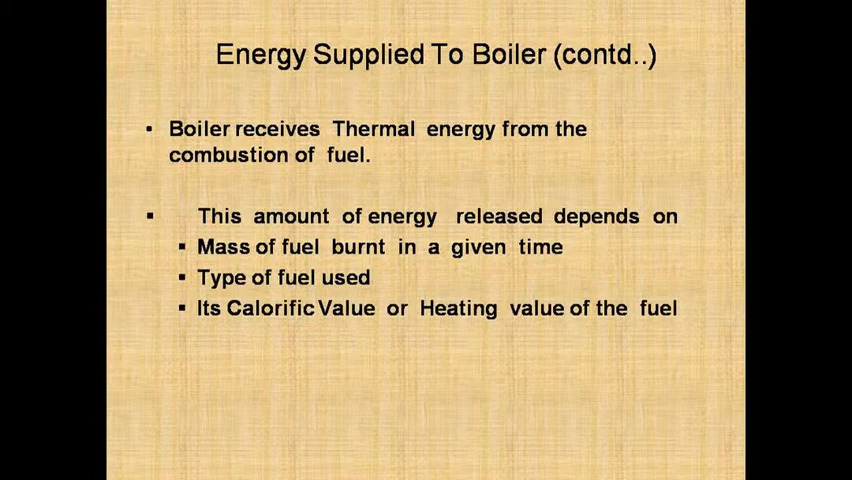 Energy Supplied To Boiler (contd..)
▪ Boiler receives Thermal energy from the
combustion of fuel.
▪ This amount of energy released depends on
▪ Mass of fuel burnt in a given time
▪ Type of fuel used
▪ Its Calorific Value or Heating value of the fuel